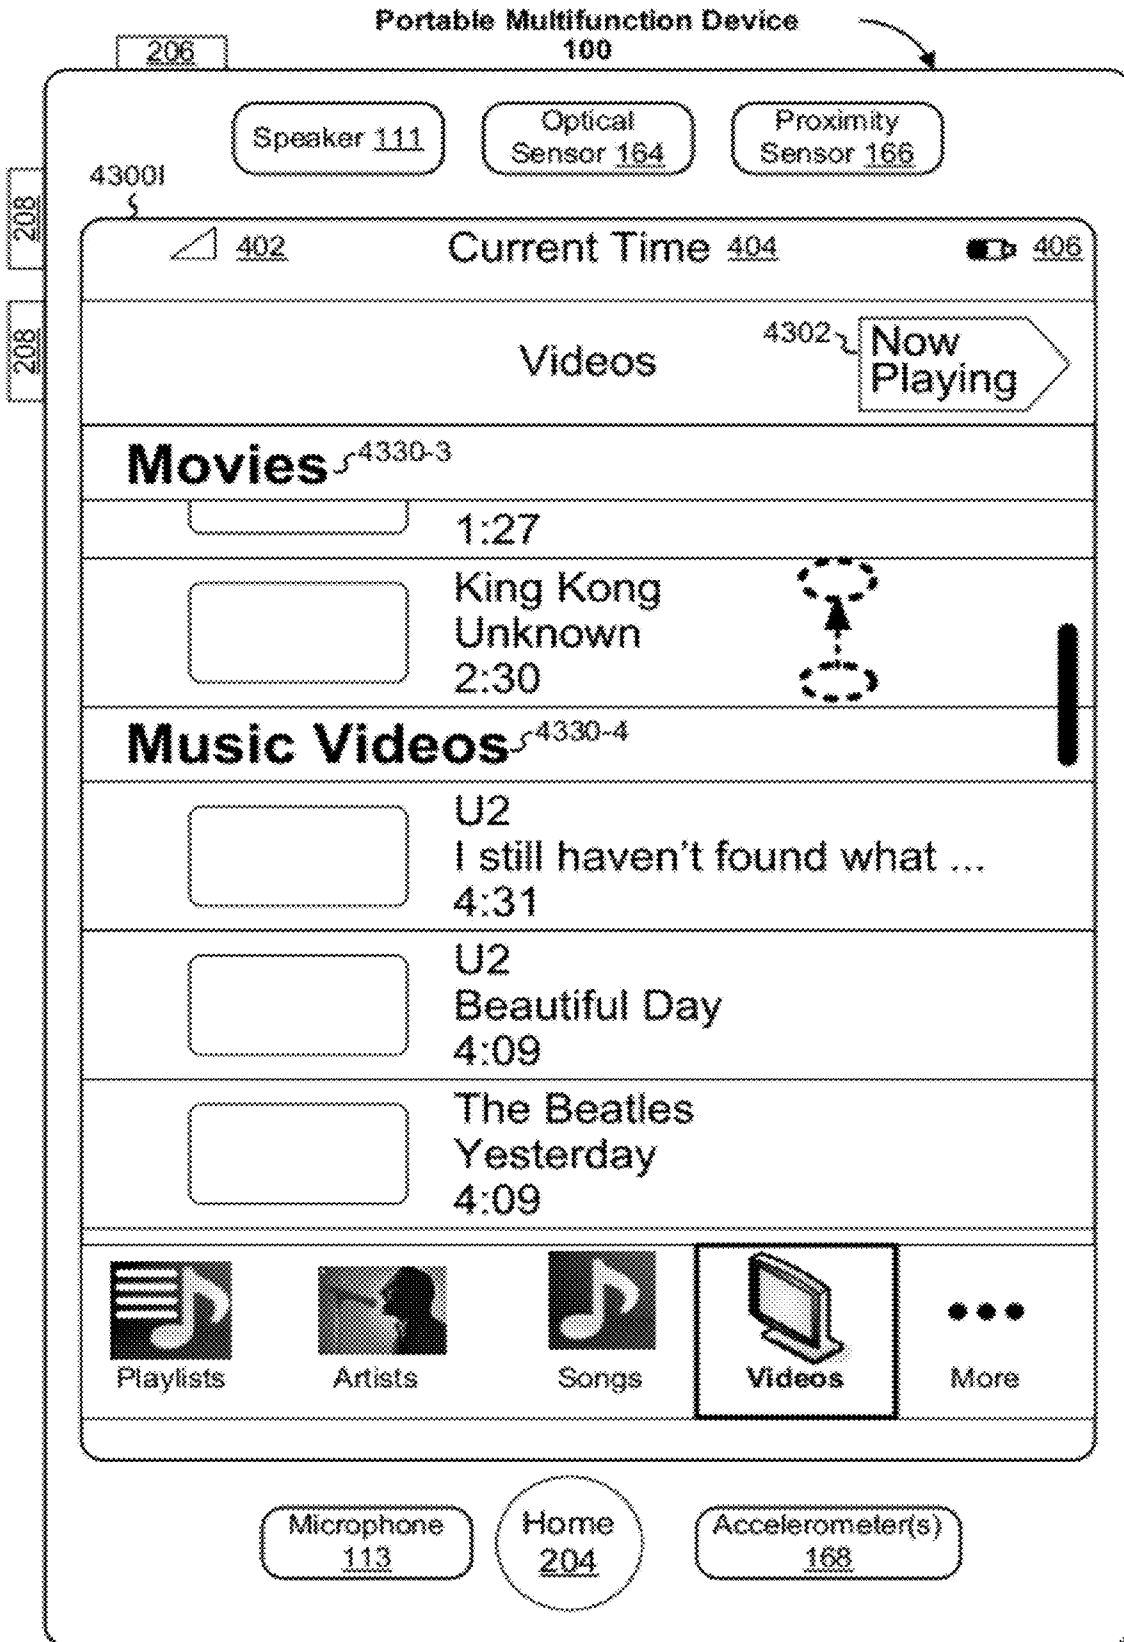 Portable Multifunction Device
100
206
Speaker 111
Optical
Sensor 164
Proximity
Sensor 166
4300I
208
208
402
Current Time 404
406
Videos
4302
Now
Playing
Movies 4330-3
1:27
King Kong
Unknown
2:30
Music Videos 4330-4
U2
I still haven't found what ...
4:31
U2
Beautiful Day
4:09
The Beatles
Yesterday
4:09
Playlists
Artists
Songs
Videos
More
Microphone
113
Home
204
Accelerometer(s)
168